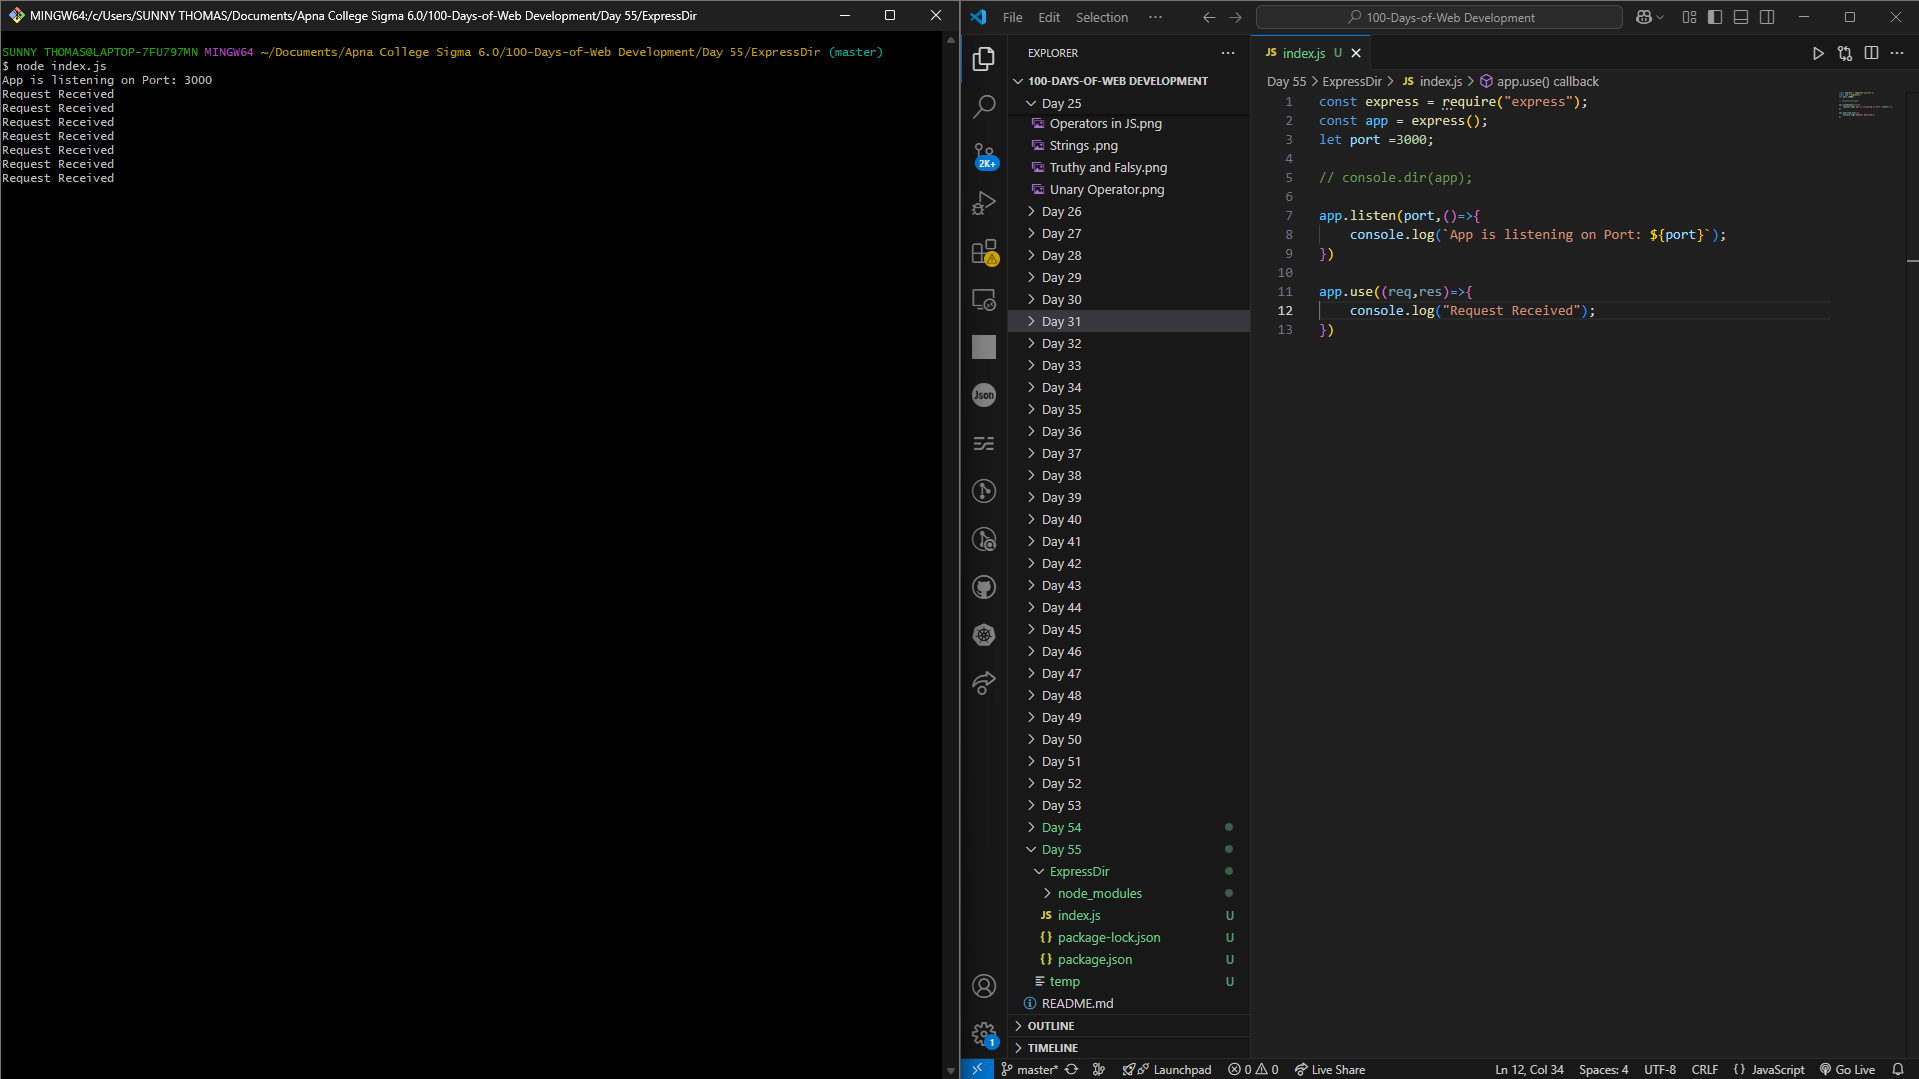 MINGW64:/c/Users/SUNNY THOMAS/Documents/Apna College Sigma 6.0/100-Days-of-Web Development/Day 55/ExpressDir
SUNNY THOMAS@LAPTOP-7FU797MN MINGW64 ~/Documents/Apna College Sigma 6.0/100-Days-of-Web Development/Day 55/ExpressDir (master)
$ node index.js
App is listening on Port: 3000
Request Received
Request Received
Request Received
Request Received
Request Received
Request Received
Request Received
File Edit Selection ···
100-Days-of-Web Development
EXPLORER
100-DAYS-OF-WEB DEVELOPMENT
Day 25
Operators in JS.png
Strings .png
Truthy and Falsy.png
Unary Operator.png
Day 26
Day 27
Day 28
Day 29
Day 30
Day 31
Day 32
Day 33
Day 34
Day 35
Day 36
Day 37
Day 38
Day 39
Day 40
Day 41
Day 42
Day 43
Day 44
Day 45
Day 46
Day 47
Day 48
Day 49
Day 50
Day 51
Day 52
Day 53
Day 54
Day 55
ExpressDir
node_modules
JS index.js U
{} package-lock.json U
{} package.json U
temp U
README.md
OUTLINE
TIMELINE
2K+
Json
1
JS index.js U
Day 55 > ExpressDir > JS index.js > app.use() callback
1 const express = require("express");
2 const app = express();
3 let port =3000;
4
5 // console.dir(app);
6
7 app.listen(port,()=>{
8 console.log(`App is listening on Port: ${port}`);
9 })
10
11 app.use((req,res)=>{
12 console.log("Request Received");
13 })
master* Launchpad 0 0 Live Share
Ln 12, Col 34 Spaces: 4 UTF-8 CRLF {} JavaScript Go Live